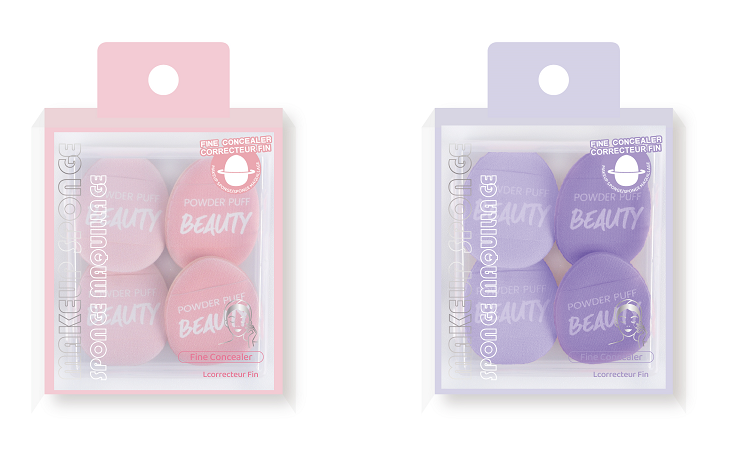 FINE CONCEALER
CORRECTEUR FIN
MAKEUP SPONGE
SPONGE MAQUILLAGE
POWDER PUFF
BEAUTY
POWDER PUFF
BEAUTY
POWDER PUFF
BEAUTY
POWDER PUFF
BEAUTY
Fine Concealer
Lcorrecteur Fin
FINE CONCEALER
CORRECTEUR FIN
MAKEUP SPONGE
SPONGE MAQUILLAGE
POWDER PUFF
BEAUTY
POWDER PUFF
BEAUTY
POWDER PUFF
BEAUTY
POWDER PUFF
BEAUTY
Fine Concealer
Lcorrecteur Fin